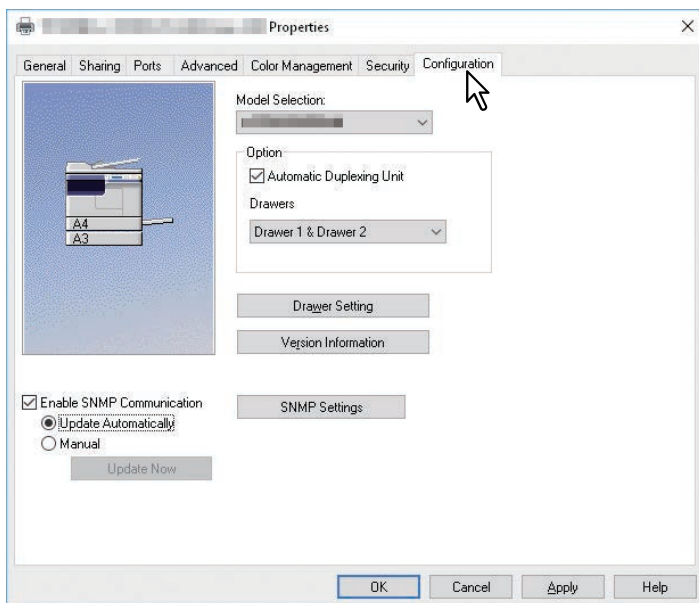 Properties
General Sharing Ports Advanced Color Management Security Configuration
Model Selection:
Option
Automatic Duplexing Unit
Drawers
Drawer 1 & Drawer 2
A4
A3
Drawer Setting
Version Information
Enable SNMP Communication
SNMP Settings
Update Automatically
Manual
Update Now
OK Cancel Apply Help